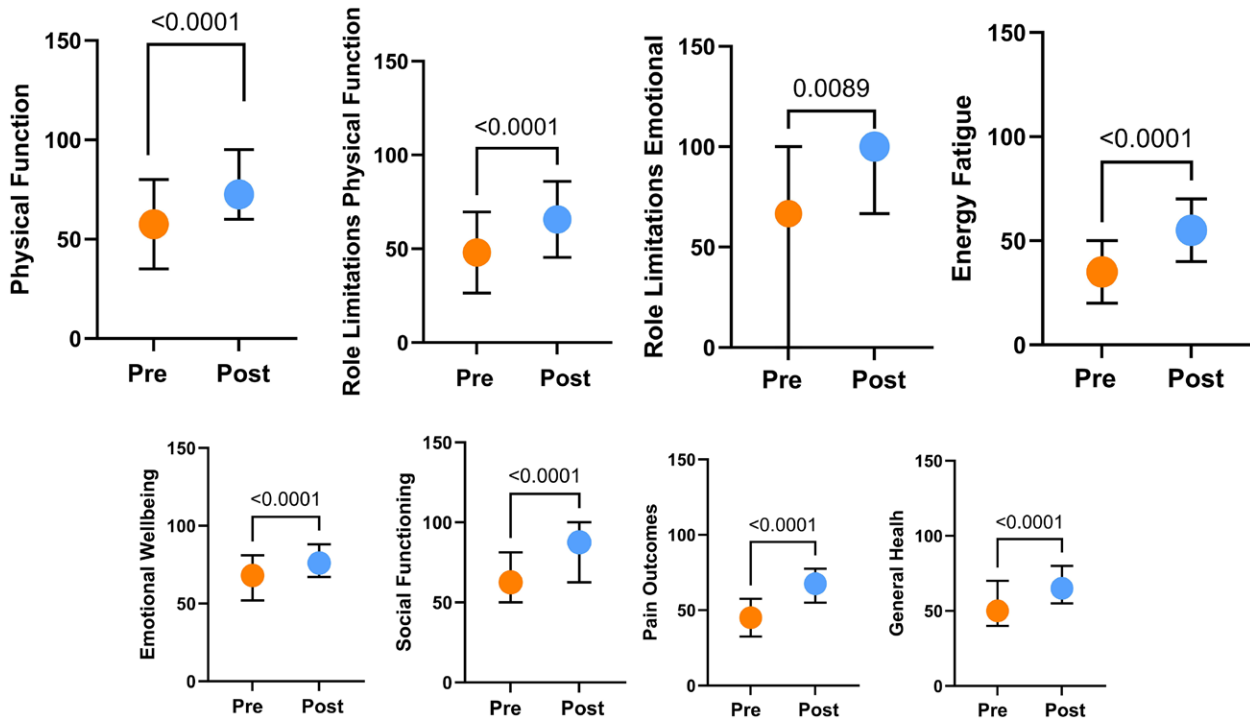 <0.0001
150
100
50
0
Physical Function
Pre
Post
<0.0001
150
100
50
0
Role Limitations Physical Function
Pre
Post
0.0089
150
100
50
0
Role Limitations Emotional
Pre
Post
<0.0001
150
100
50
0
Energy Fatigue
Pre
Post
<0.0001
150
100
50
0
Emotional Wellbeing
Pre
Post
<0.0001
150
100
50
0
Social Functioning
Pre
Post
<0.0001
150
100
50
0
Pain Outcomes
Pre
Post
<0.0001
150
100
50
0
General Healh
Pre
Post